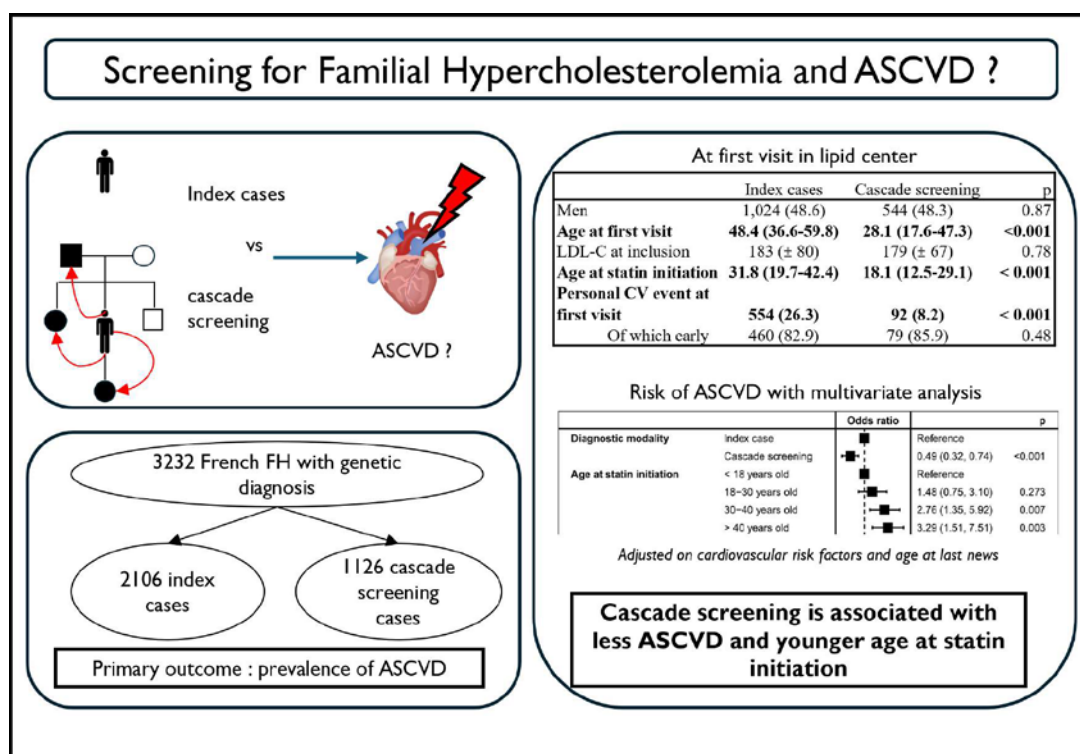 Screening for Familial Hypercholesterolemia and ASCVD ?
Index cases
vs
cascade
screening
ASCVD ?
3232 French FH with genetic
diagnosis
2106 index
cases
1126 cascade
screening
cases
Primary outcome : prevalence of ASCVD
At first visit in lipid center
Index cases Cascade screening p
Men 1,024 (48.6) 544 (48.3) 0.87
Age at first visit 48.4 (36.6-59.8) 28.1 (17.6-47.3) <0.001
LDL-C at inclusion 183 (± 80) 179 (± 67) 0.78
Age at statin initiation 31.8 (19.7-42.4) 18.1 (12.5-29.1) < 0.001
Personal CV event at
first visit 554 (26.3) 92 (8.2) < 0.001
Of which early 460 (82.9) 79 (85.9) 0.48
Risk of ASCVD with multivariate analysis
Odds ratio p
Diagnostic modality Index case Reference
Cascade screening 0.49 (0.32, 0.74) <0.001
Age at statin initiation < 18 years old Reference
18−30 years old 1.48 (0.75, 3.10) 0.273
30−40 years old 2.76 (1.35, 5.92) 0.007
> 40 years old 3.29 (1.51, 7.51) 0.003
Adjusted on cardiovascular risk factors and age at last news
Cascade screening is associated with
less ASCVD and younger age at statin
initiation